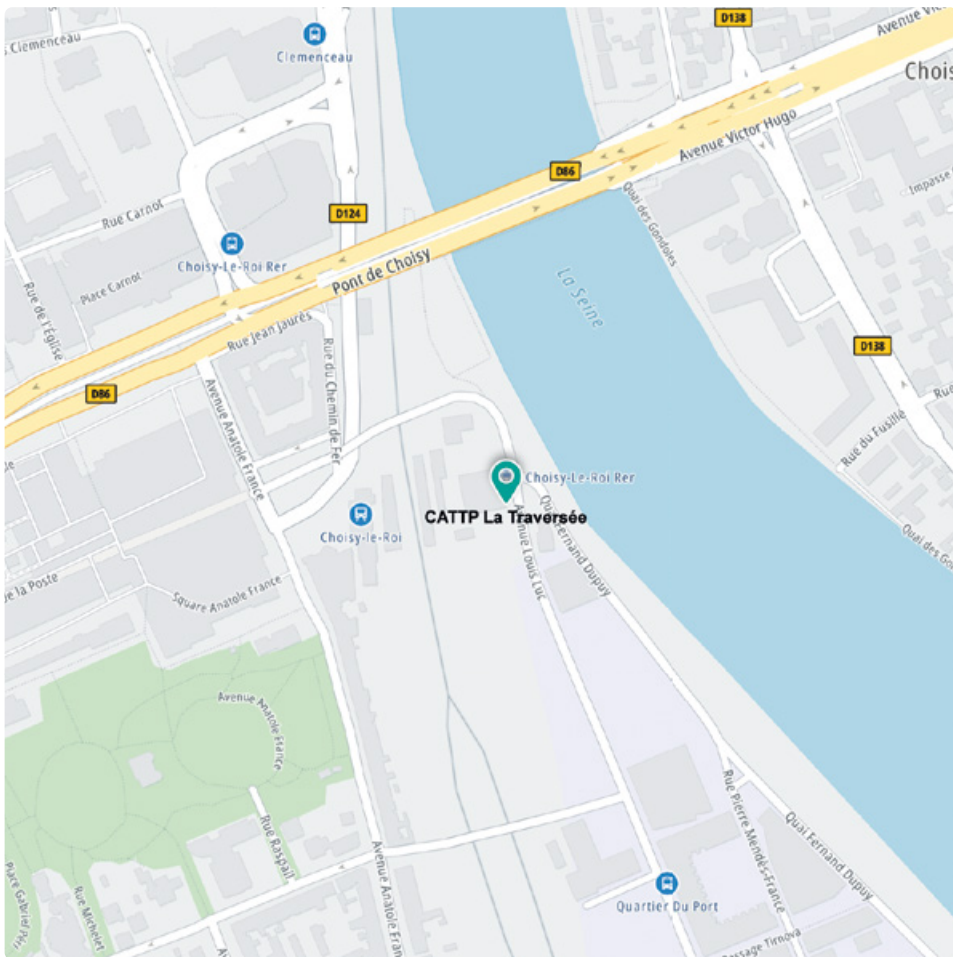 D138
Avenue Vic
s Clemenceau
Clemenceau
Chois
Avenue Victor Hugo
D86
Impasse
Quai des Gondoles
Rue Carnot
D124
Choisy-Le-Roi Rer
Pont de Choisy
Place Carnot
La Seine
Rue de l'Église
Rue Jean Jaurès
D138
Rue du Chemin de Fer
D86
Avenue Anatole France
Rue
Rue du Fusillé
Choisy-Le-Roi Rer
CATTP La Traversée
Choisy-le-Roi
Avenue Louis Luc
Quai Fernand Dupuy
Quai des Go
de la Poste
Square Anatole France
Avenue Anatole France
Rue Raspail
Rue Pierre Mendès-France
Quai Fernand Dupuy
Avenue Anatole Fran
Place Gabriel Péri
Rue Michelet
Quartier Du Port
Av
Passage Tirnova